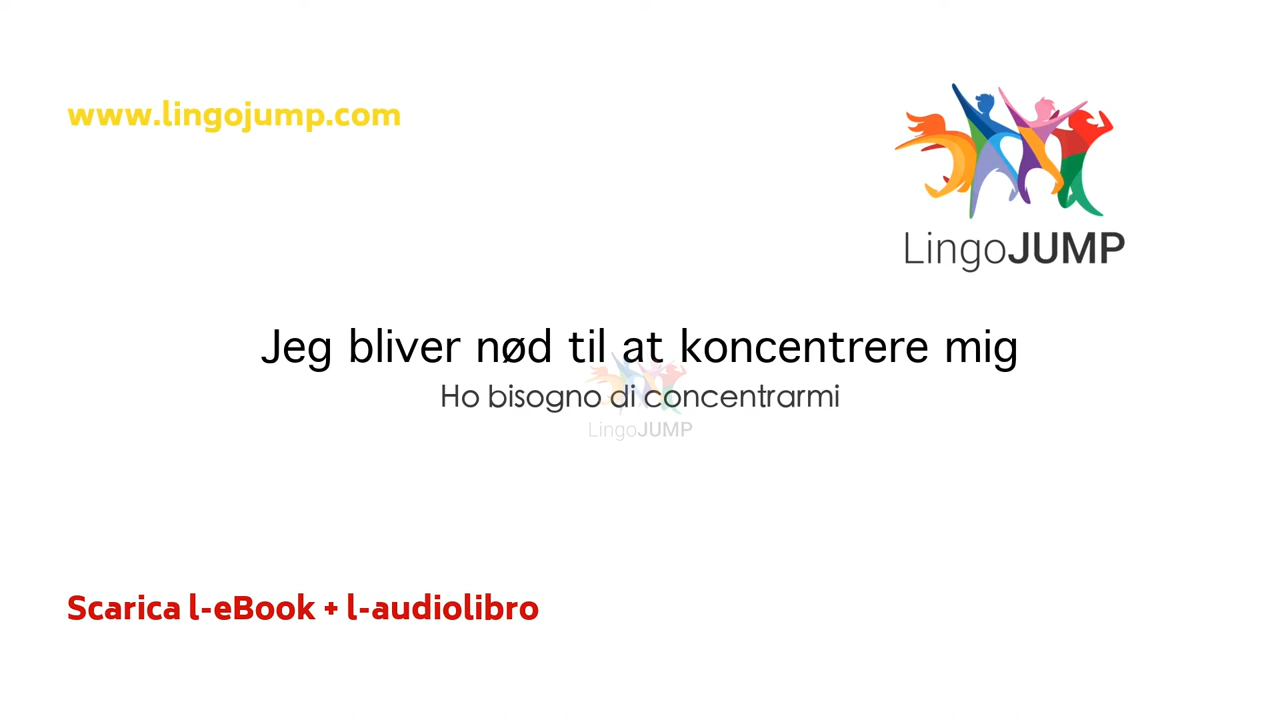 www.lingojump.com
LingoJUMP
Jeg bliver nød til at koncentrere mig
Ho bisogno di concentrarmi
LingoJUMP
Scarica l-eBook + l-audiolibro